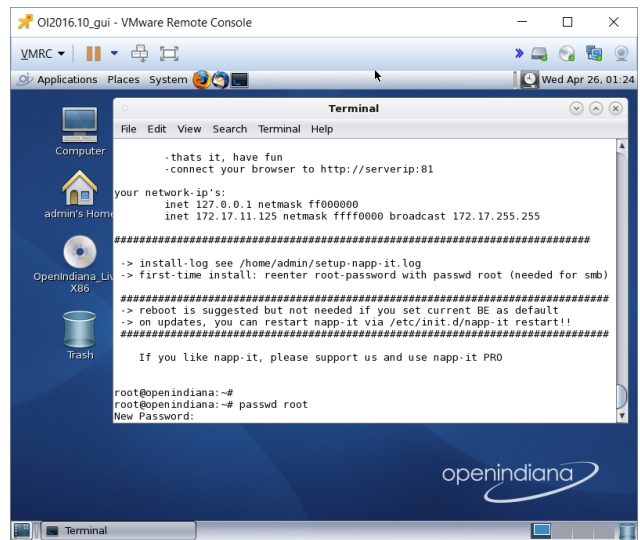 OI2016.10_gui - VMware Remote Console
VMRC
Applications Places System
Wed Apr 26, 01:24
Terminal
File Edit View Search Terminal Help
-thats it, have fun
-connect your browser to http://serverip:81
your network-ip's:
inet 127.0.0.1 netmask ff000000
inet 172.17.11.125 netmask ffff0000 broadcast 172.17.255.255
############################################################################
-> install-log see /home/admin/setup-napp-it.log
-> first-time install: reenter root-password with passwd root (needed for smb)
##############################################################################
-> reboot is suggested but not needed if you set current BE as default
-> on updates, you can restart napp-it via /etc/init.d/napp-it restart!!
##############################################################################
If you like napp-it, please support us and use napp-it PRO
root@openindiana:~#
root@openindiana:~# passwd root
New Password:
Computer
admin's Home
OpenIndiana_Liv
X86
Trash
openindiana
Terminal